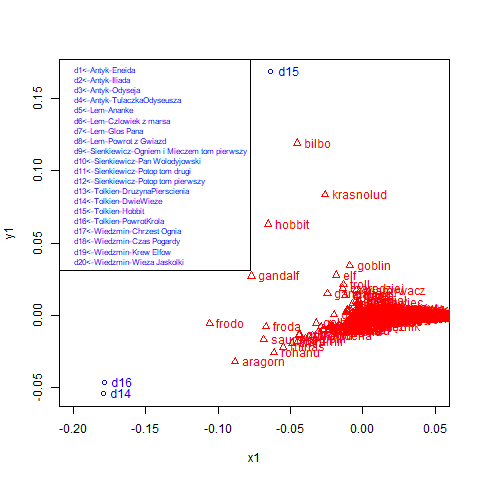 d1<-Antyk-Eneida
d2<-Antyk-Iliada
d3<-Antyk-Odyseja
d4<-Antyk-TulaczkaOdyseusza
d5<-Lem-Ananke
d6<-Lem-Czlowiek z marsa
d7<-Lem-Glos Pana
d8<-Lem-Powrot z Gwiazd
d9<-Sienkiewicz-Ogniem i Mieczem tom pierwszy
d10<-Sienkiewicz-Pan Wolodyjowski
d11<-Sienkiewicz-Potop tom drugi
d12<-Sienkiewicz-Potop tom pierwszy
d13<-Tolkien-DruzynaPierscienia
d14<-Tolkien-DwieWieze
d15<-Tolkien-Hobbit
d16<-Tolkien-PowrotKrola
d17<-Wiedzmin-Chrzest Ognia
d18<-Wiedzmin-Czas Pogardy
d19<-Wiedzmin-Krew Elfow
d20<-Wiedzmin-Wieza Jaskolki
d15
bilbo
krasnolud
hobbit
goblin
gandalf
elf
troll
frodo
froda
rohanu
aragorn
d16
d14
y1
0.15
0.10
0.05
0.00
-0.05
-0.20
-0.15
-0.10
-0.05
0.00
0.05
x1